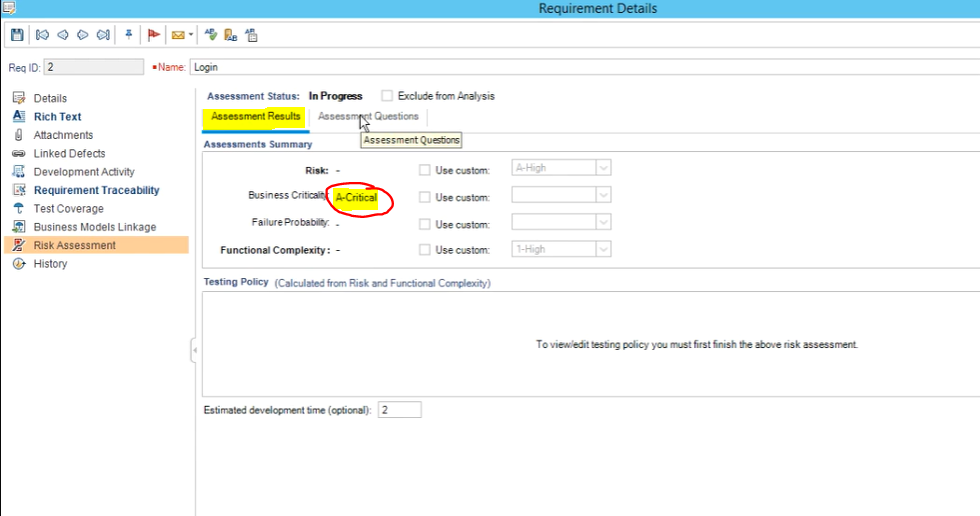 Requirement Details
Req ID: 2 Name: Login
Details
Rich Text
Attachments
Linked Defects
Development Activity
Requirement Traceability
Test Coverage
Business Models Linkage
Risk Assessment
History
Assessment Status: In Progress Exclude from Analysis
Assessment Results Assessment Questions
Assessment Questions
Assessments Summary
Risk: - Use custom: A-High
Business Criticality: A-Critical Use custom:
Failure Probability: - Use custom:
Functional Complexity: - Use custom: 1-High
Testing Policy (Calculated from Risk and Functional Complexity)
To view/edit testing policy you must first finish the above risk assessment.
Estimated development time (optional): 2